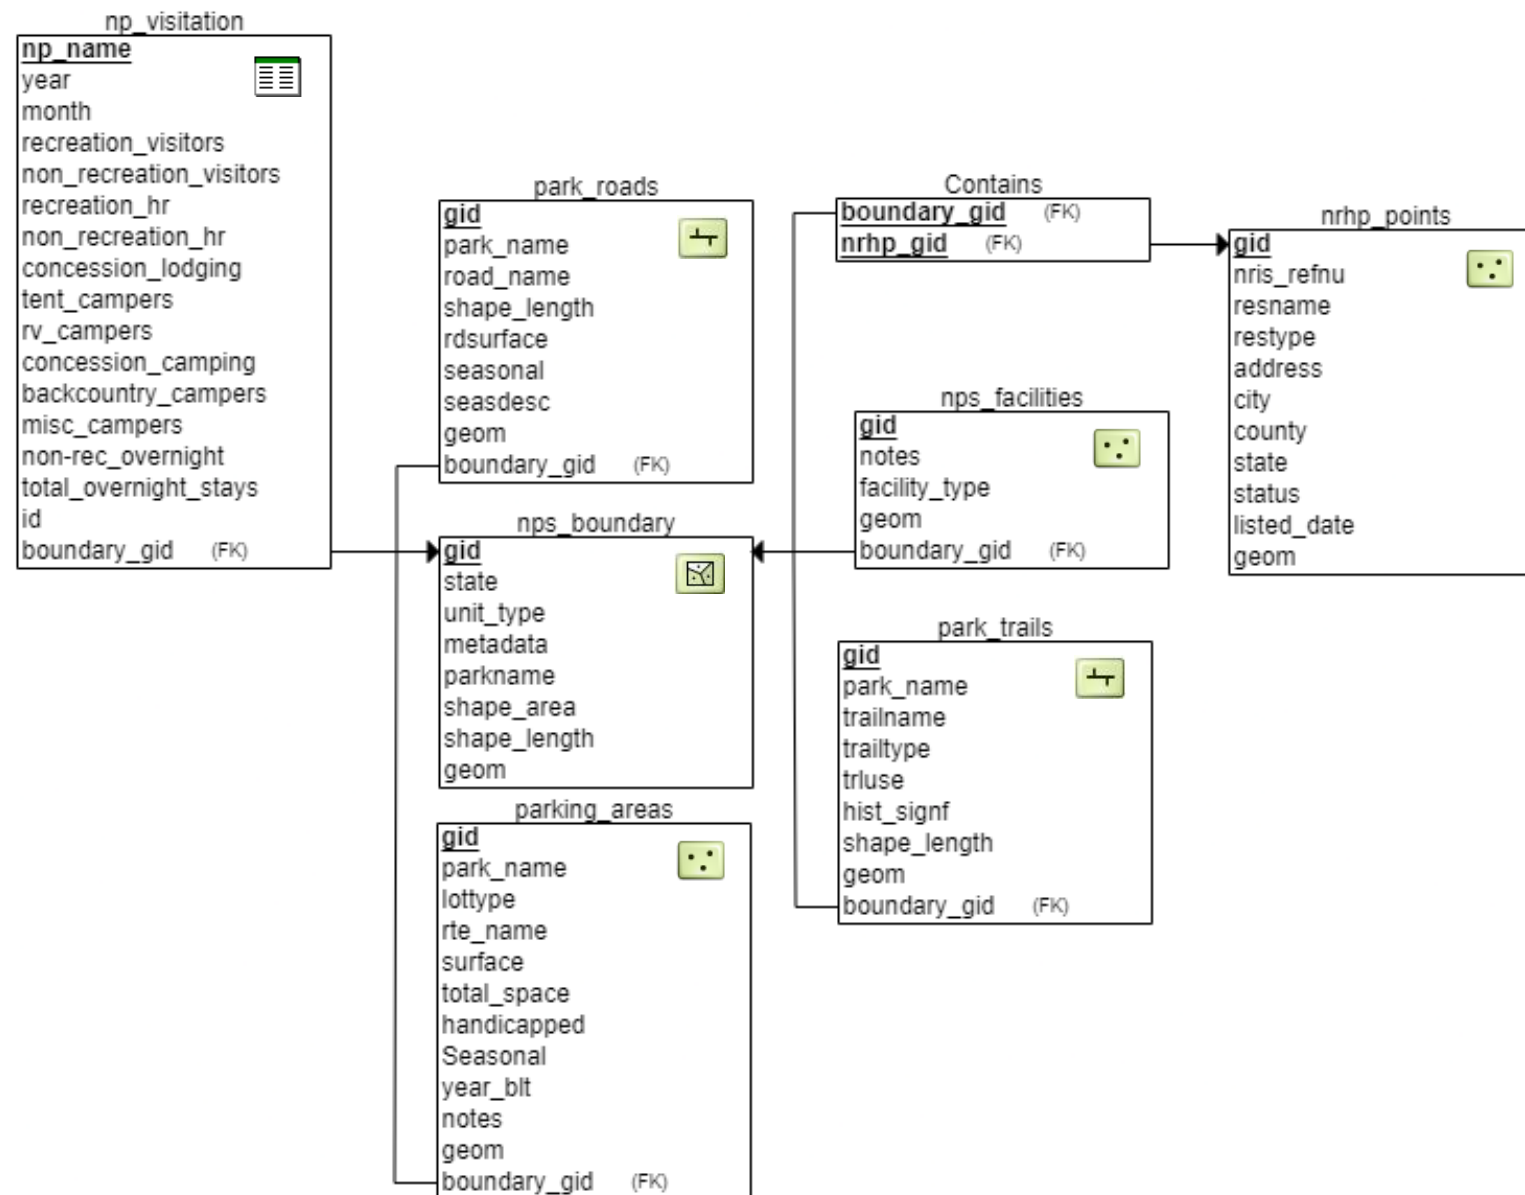 np_visitation
np_name
year
month
recreation_visitors
non_recreation_visitors
recreation_hr
non_recreation_hr
concession_lodging
tent_campers
rv_campers
concession_camping
backcountry_campers
misc_campers
non-rec_overnight
total_overnight_stays
id
boundary_gid (FK)
park_roads
gid
park_name
road_name
shape_length
rdsurface
seasonal
seasdesc
geom
boundary_gid (FK)
nps_boundary
gid
state
unit_type
metadata
parkname
shape_area
shape_length
geom
parking_areas
gid
park_name
lottype
rte_name
surface
total_space
handicapped
Seasonal
year_blt
notes
geom
boundary_gid (FK)
Contains
boundary_gid (FK)
nrhp_gid (FK)
nps_facilities
gid
notes
facility_type
geom
boundary_gid (FK)
park_trails
gid
park_name
trailname
trailtype
trluse
hist_signf
shape_length
geom
boundary_gid (FK)
nrhp_points
gid
nris_refnu
resname
restype
address
city
county
state
status
listed_date
geom